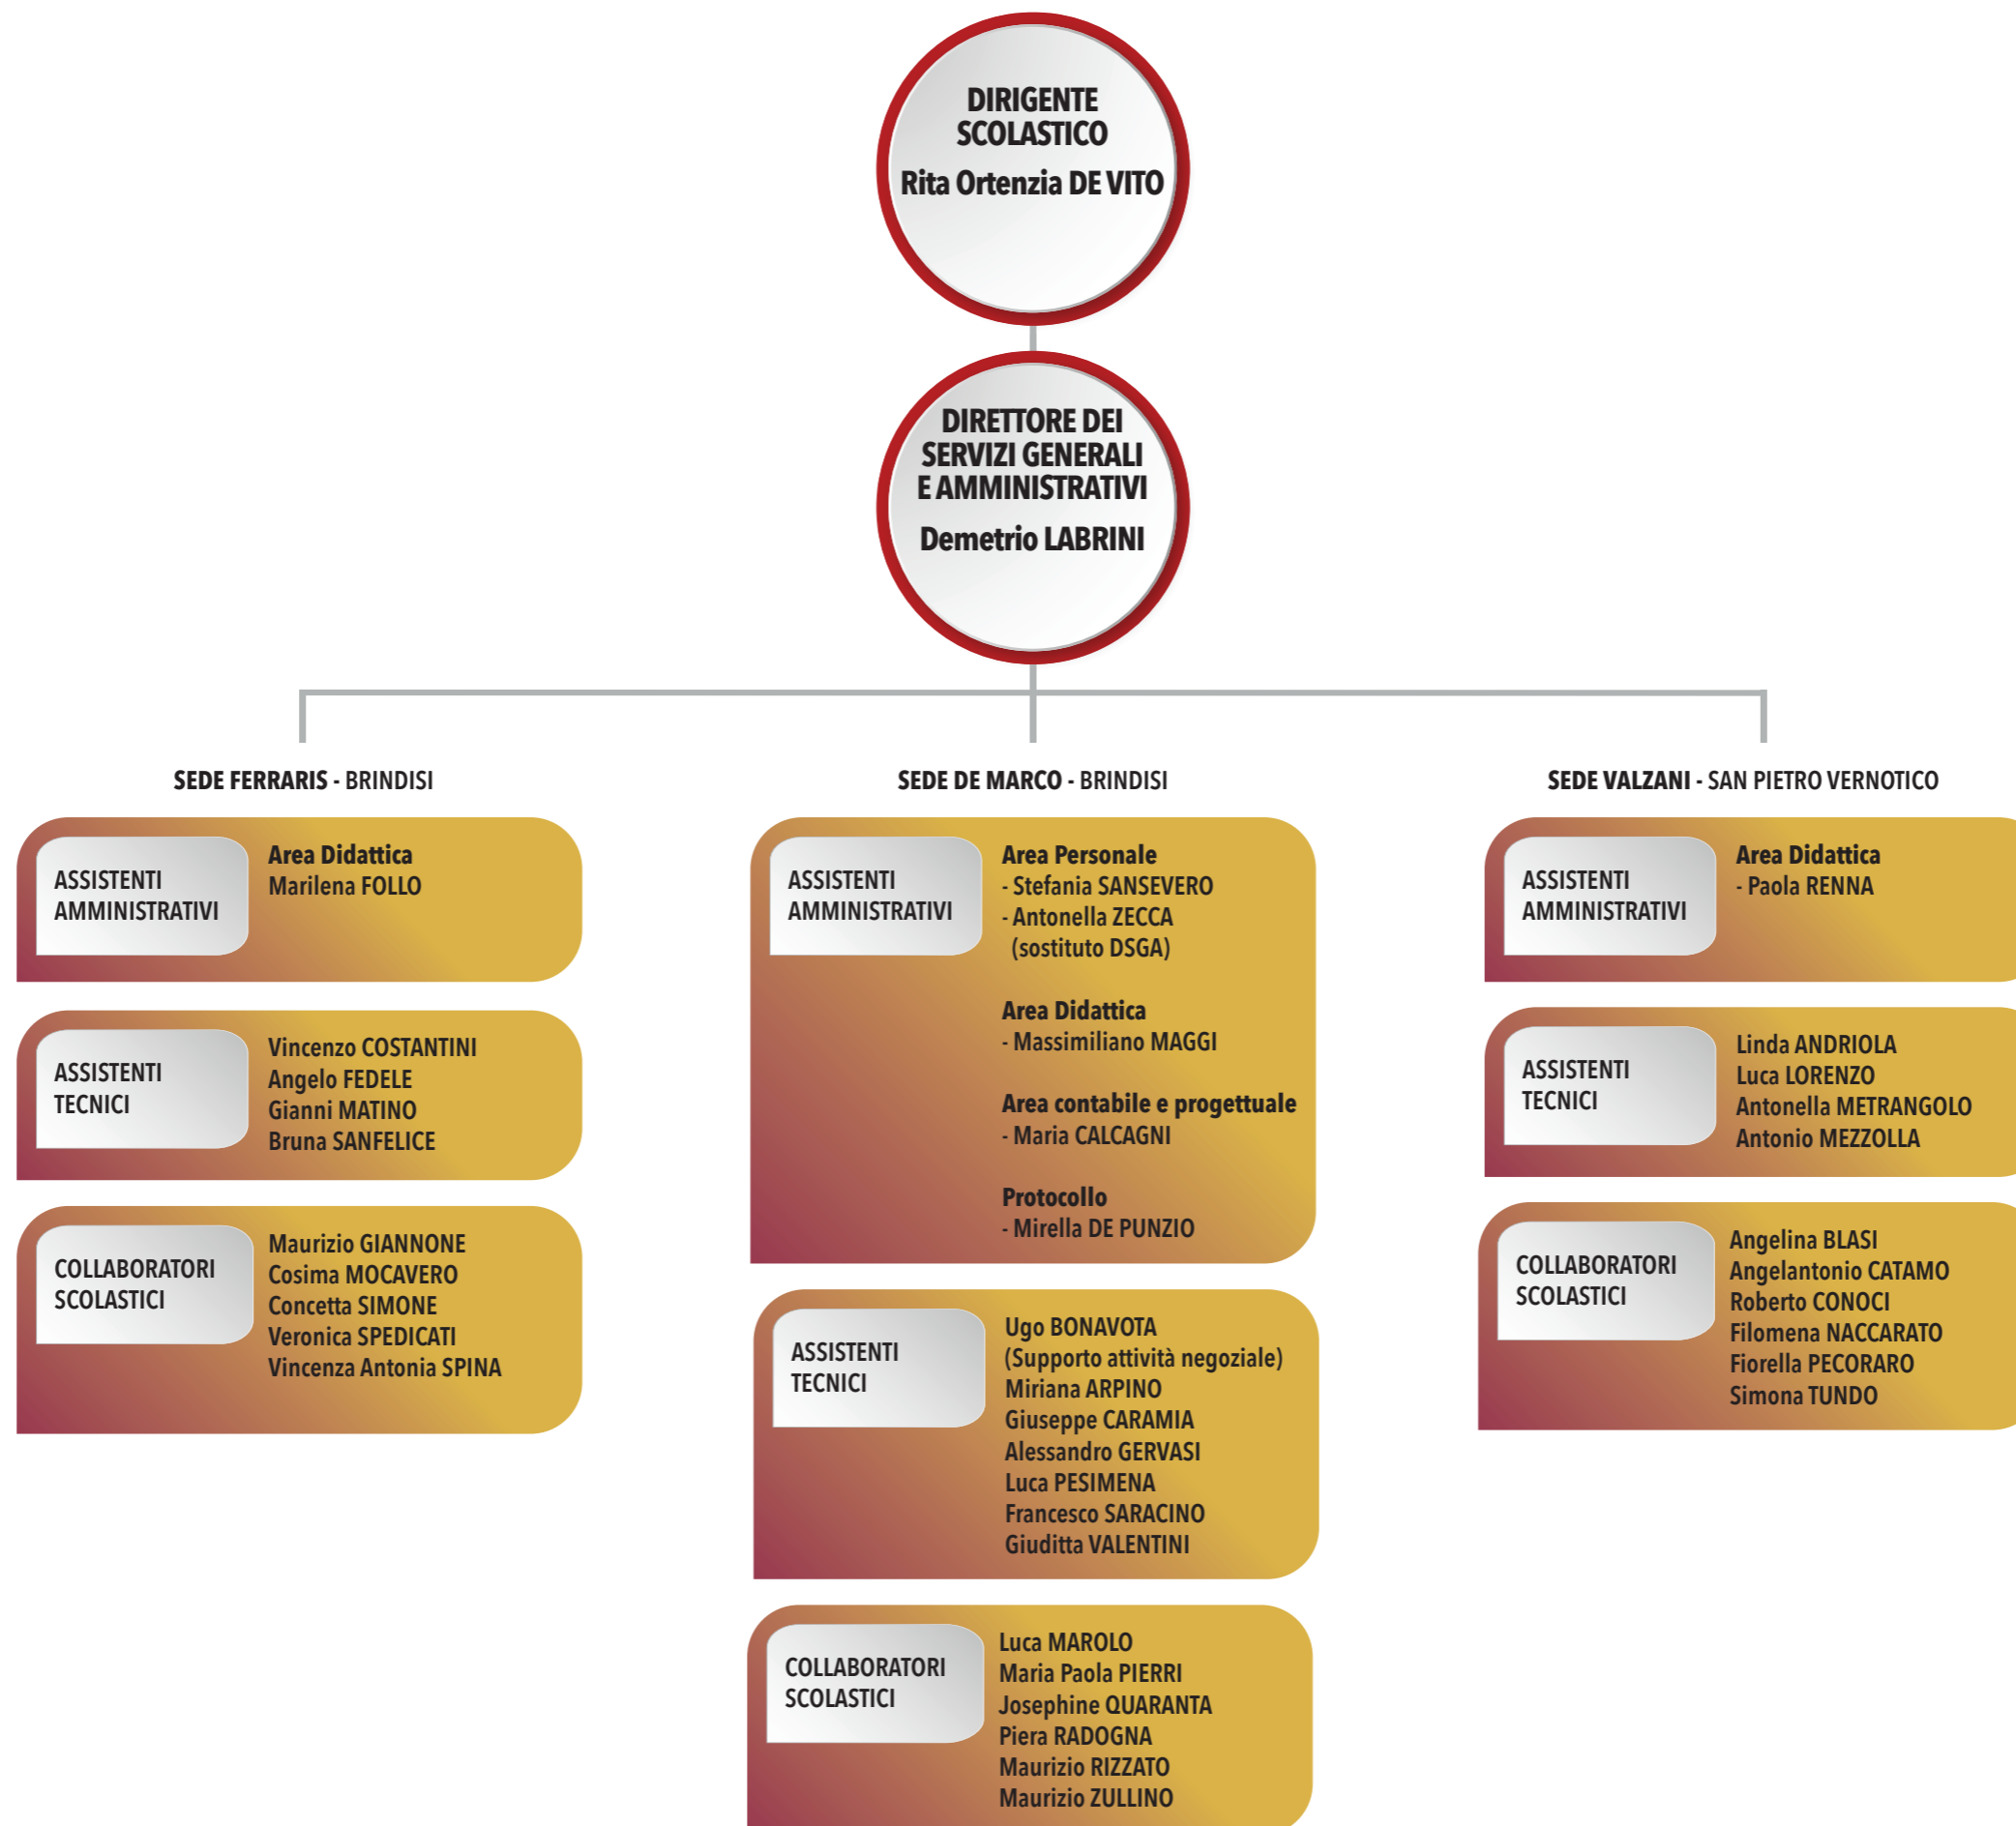 DIRIGENTE
SCOLASTICO
Rita Ortenzia DE VITO
DIRETTORE DEI
SERVIZI GENERALI
E AMMINISTRATIVI
Demetrio LABRINI
SEDE FERRARIS - BRINDISI
ASSISTENTI
AMMINISTRATIVI
Area Didattica
Marilena FOLLO
ASSISTENTI
TECNICI
Vincenzo COSTANTINI
Angelo FEDELE
Gianni MATINO
Bruna SANFELICE
COLLABORATORI
SCOLASTICI
Maurizio GIANNONE
Cosima MOCAVERO
Concetta SIMONE
Veronica SPEDICATI
Vincenza Antonia SPINA
SEDE DE MARCO - BRINDISI
ASSISTENTI
AMMINISTRATIVI
Area Personale
- Stefania SANSEVERO
- Antonella ZECCA
(sostituto DSGA)
Area Didattica
- Massimiliano MAGGI
Area contabile e progettuale
- Maria CALCAGNI
Protocollo
- Mirella DE PUNZIO
ASSISTENTI
TECNICI
Ugo BONAVOTA
(Supporto attività negoziale)
Miriana ARPINO
Giuseppe CARAMIA
Alessandro GERVASI
Luca PESIMENA
Francesco SARACINO
Giuditta VALENTINI
COLLABORATORI
SCOLASTICI
Luca MAROLO
Maria Paola PIERRI
Josephine QUARANTA
Piera RADOGNA
Maurizio RIZZATO
Maurizio ZULLINO
SEDE VALZANI - SAN PIETRO VERNOTICO
ASSISTENTI
AMMINISTRATIVI
Area Didattica
- Paola RENNA
ASSISTENTI
TECNICI
Linda ANDRIOLA
Luca LORENZO
Antonella METRANGOLO
Antonio MEZZOLLA
COLLABORATORI
SCOLASTICI
Angelina BLASI
Angelantonio CATAMO
Roberto CONOCI
Filomena NACCARATO
Fiorella PECORARO
Simona TUNDO